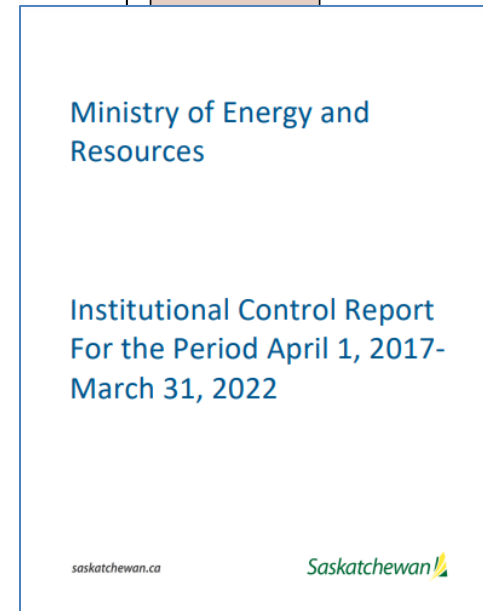 Ministry of Energy and
Resources
Institutional Control Report
For the Period April 1, 2017-
March 31, 2022
saskatchewan.ca
Saskatchewan